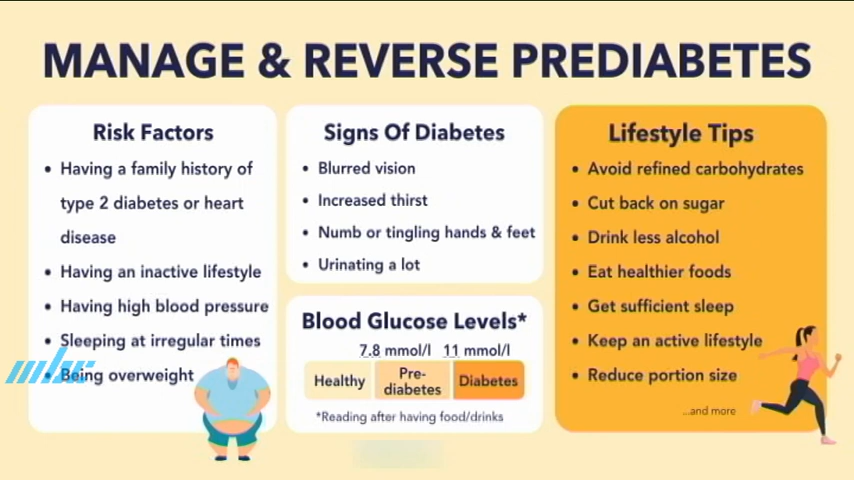 MANAGE & REVERSE PREDIABETES
Risk Factors
• Having a family history of
type 2 diabetes or heart
disease
• Having an inactive lifestyle
• Having high blood pressure
• Sleeping at irregular times
• Being overweight
Signs Of Diabetes
• Blurred vision
• Increased thirst
• Numb or tingling hands & feet
• Urinating a lot
Blood Glucose Levels*
7.8 mmol/l 11 mmol/l
Healthy
Pre-
diabetes
Diabetes
*Reading after having food/drinks
Lifestyle Tips
• Avoid refined carbohydrates
• Cut back on sugar
• Drink less alcohol
• Eat healthier foods
• Get sufficient sleep
• Keep an active lifestyle
• Reduce portion size
...and more